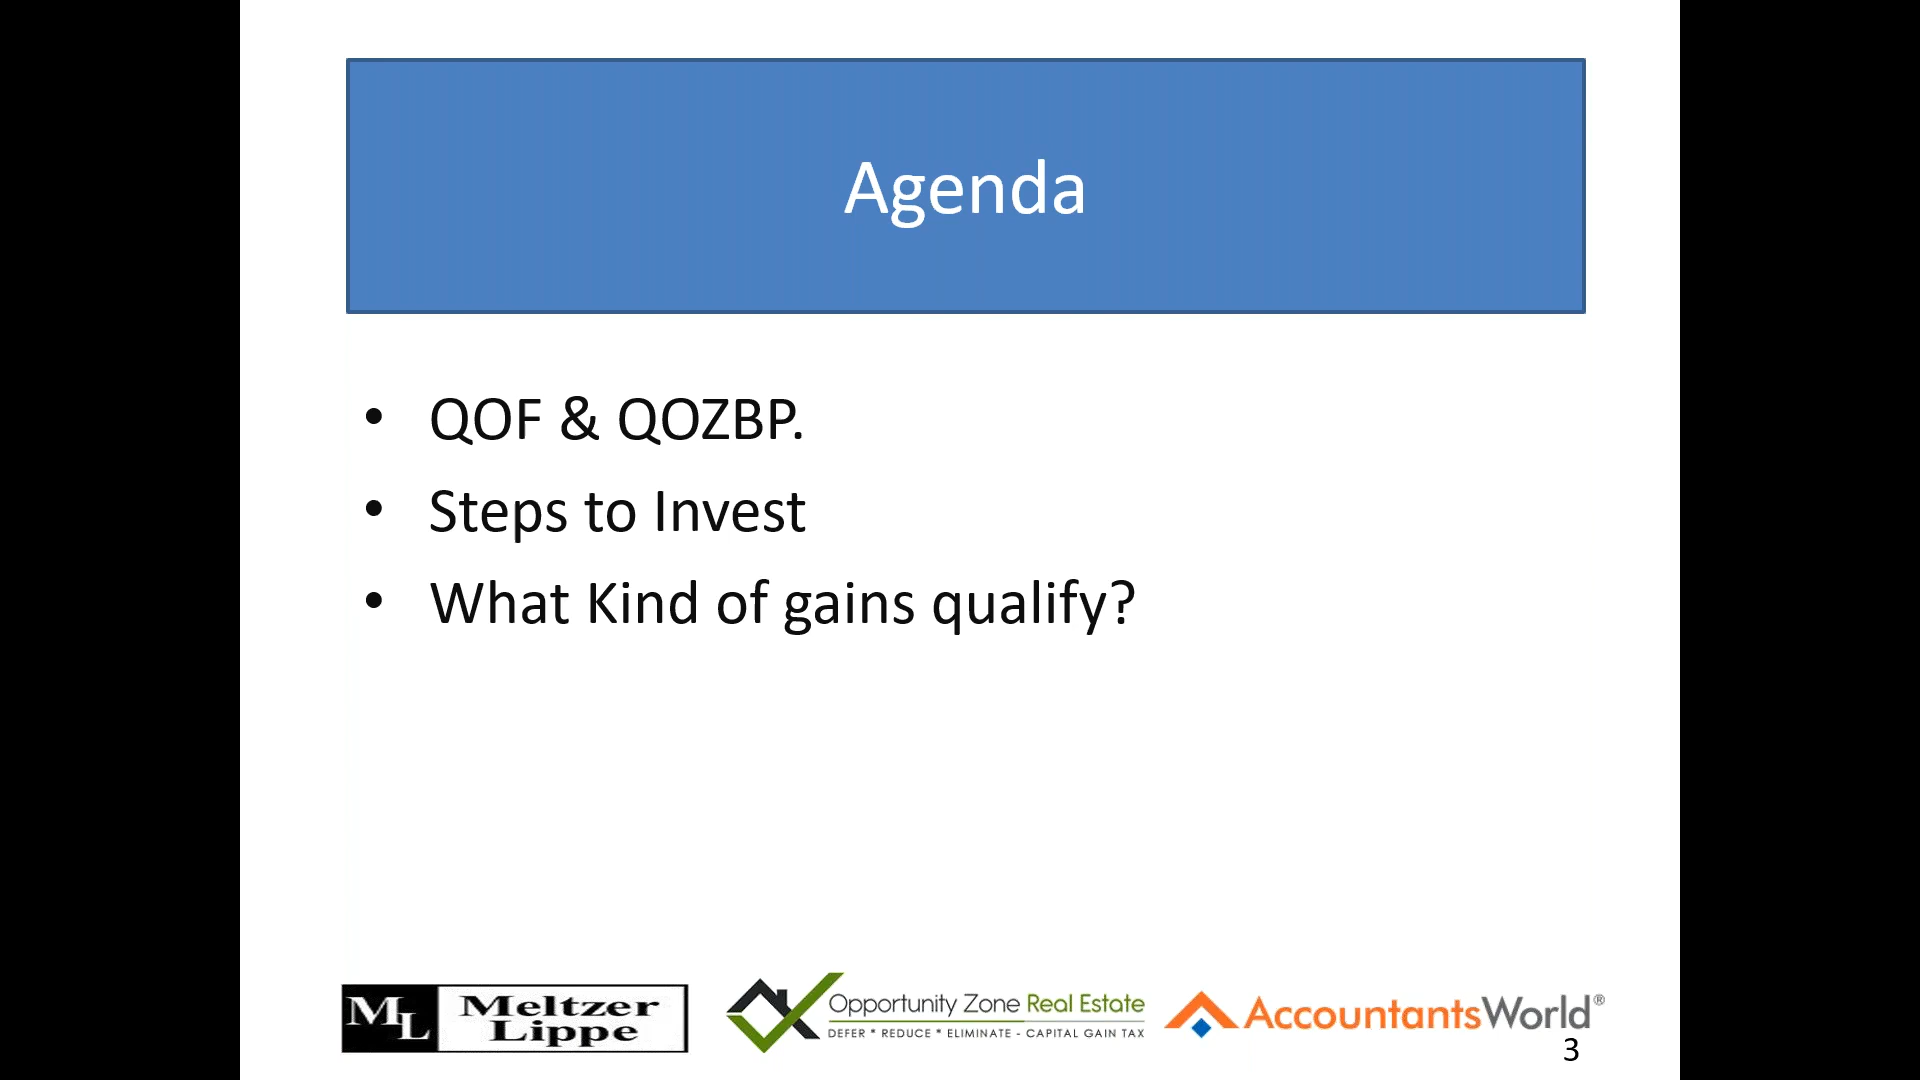 Agenda
• QOF & QOZBP.
• Steps to Invest
• What Kind of gains qualify?
ML Meltzer Lippe
Opportunity Zone Real Estate
DEFER * REDUCE * ELIMINATE - CAPITAL GAIN TAX
AccountantsWorld®
3